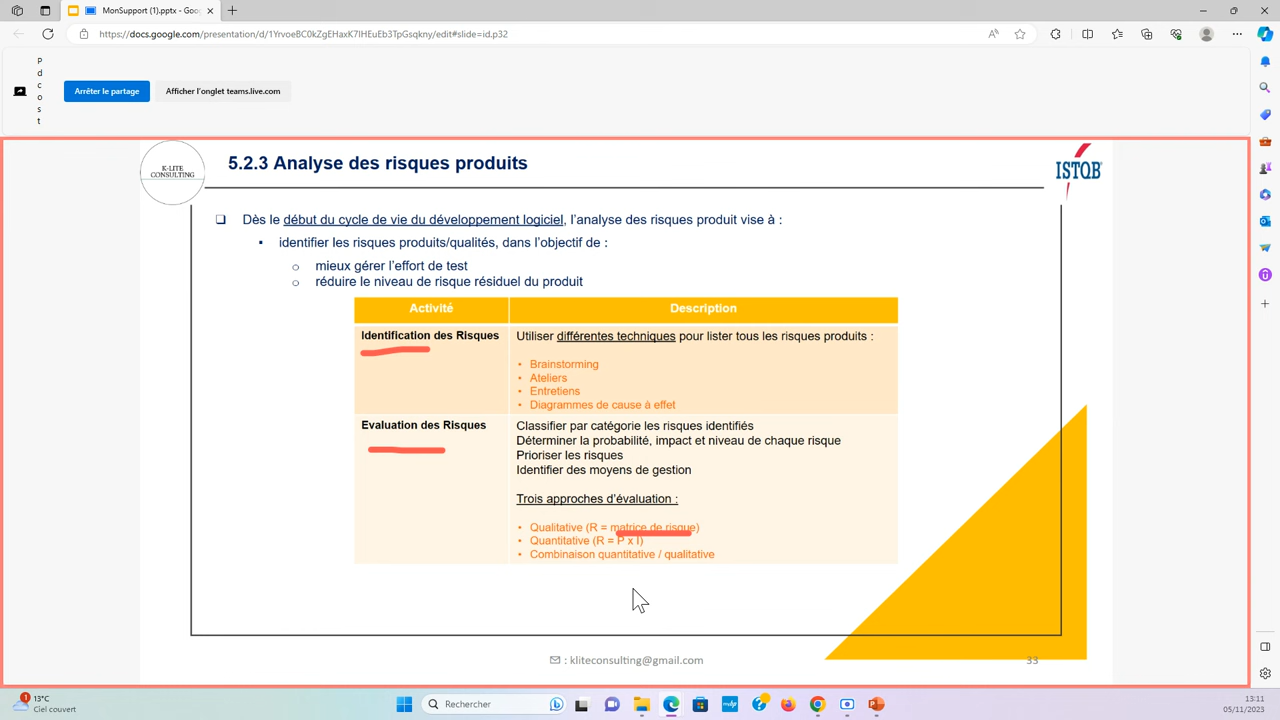 MonSupport (1).pptx - Goo
https://docs.google.com/presentation/d/1YrvoeBC0kZgEHaxK7IHEuEb3TpGsqkny/edit#slide=id.p32
P
d
c
o
s
t
Arrêter le partage
Afficher l'onglet teams.live.com
K-LITE
CONSULTING
5.2.3 Analyse des risques produits
ISTQB
Dès le début du cycle de vie du développement logiciel, l'analyse des risques produit vise à :
identifier les risques produits/qualités, dans l'objectif de :
mieux gérer l'effort de test
réduire le niveau de risque résiduel du produit
Activité Description
Identification des Risques Utiliser différentes techniques pour lister tous les risques produits :
Brainstorming
Ateliers
Entretiens
Diagrammes de cause à effet
Evaluation des Risques Classifier par catégorie les risques identifiés
Déterminer la probabilité, impact et niveau de chaque risque
Prioriser les risques
Identifier des moyens de gestion
Trois approches d'évaluation :
Qualitative (R = matrice de risque)
Quantitative (R = P x I)
Combinaison quantitative / qualitative
: kliteconsulting@gmail.com
33
1
13°C
Ciel couvert
Rechercher
13:11
05/11/2023